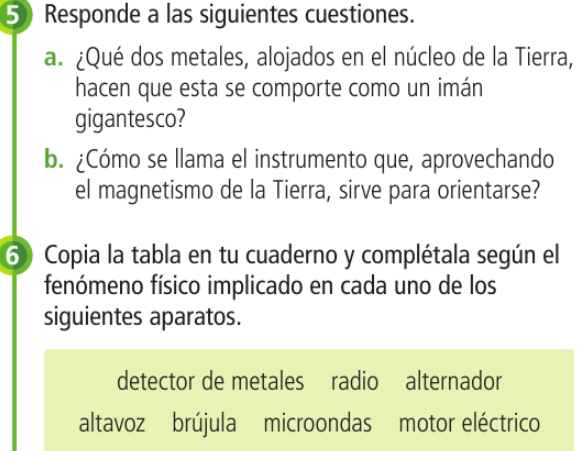 5 Responde a las siguientes cuestiones.
a. ¿Qué dos metales, alojados en el núcleo de la Tierra,
hacen que esta se comporte como un imán
gigantesco?
b. ¿Cómo se llama el instrumento que, aprovechando
el magnetismo de la Tierra, sirve para orientarse?
6 Copia la tabla en tu cuaderno y complétala según el
fenómeno físico implicado en cada uno de los
siguientes aparatos.
detector de metales radio alternador
altavoz brújula microondas motor eléctrico